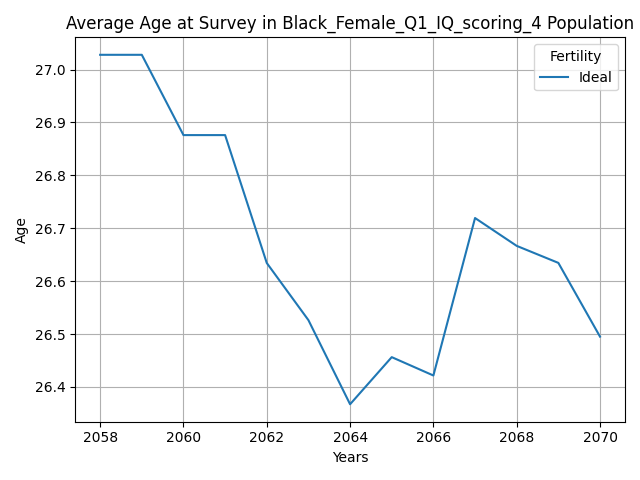 Average Age at Survey in Black_Female_Q1_IQ_scoring_4 Population
Fertility
Ideal
27.0
26.9
26.8
26.7
26.6
26.5
26.4
Age
2058 2060 2062 2064 2066 2068 2070
Years